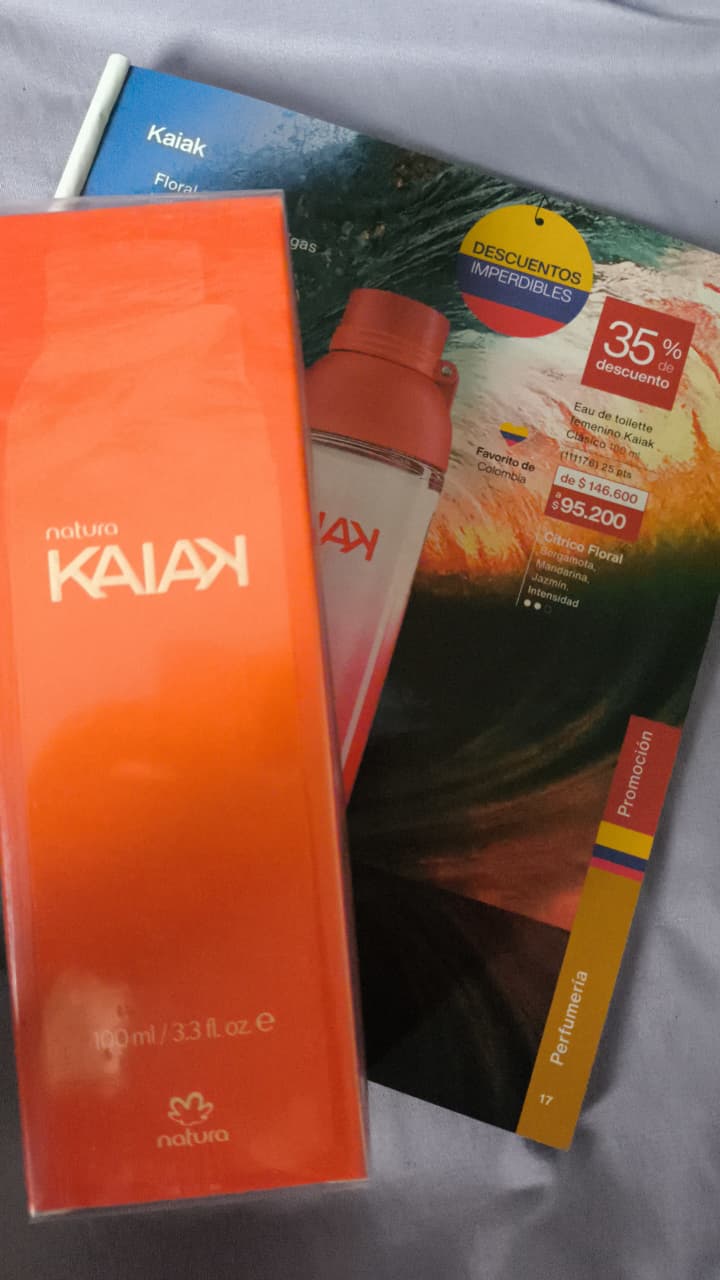 Kaiak
Floral
DESCUENTOS
IMPERDIBLES
35%
de
descuento
Eau de toilette
femenino Kaiak
Clásico 100 ml
(111176) 25 pts
de $ 146.600
a
$ 95.200
Favorito de
Colombia
Cítrico Floral
Bergamota,
Mandarina,
Jazmín.
Intensidad
Promoción
Perfumería
17
natura
KAIAK
100 ml / 3.3 fl. oz e
natura